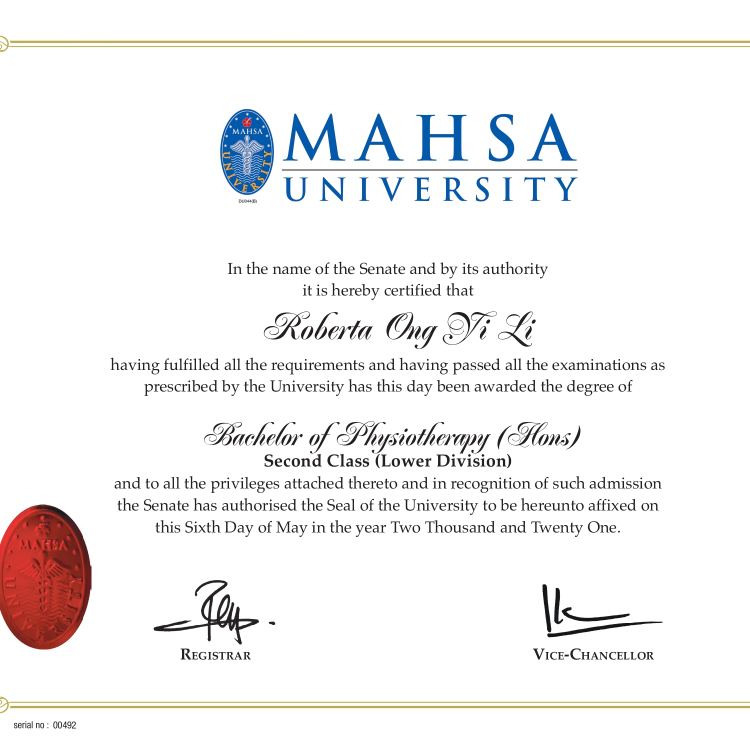 MAHSA
UNIVERSITY
MAHSA
UNIVERSITY
DU044(B)
In the name of the Senate and by its authority
it is hereby certified that
Roberta Ong Yi Li
having fulfilled all the requirements and having passed all the examinations as
prescribed by the University has this day been awarded the degree of
Bachelor of Physiotherapy (Hons)
Second Class (Lower Division)
and to all the privileges attached thereto and in recognition of such admission
the Senate has authorised the Seal of the University to be hereunto affixed on
this Sixth Day of May in the year Two Thousand and Twenty One.
MAHSA
REGISTRAR
VICE-CHANCELLOR
serial no : 00492